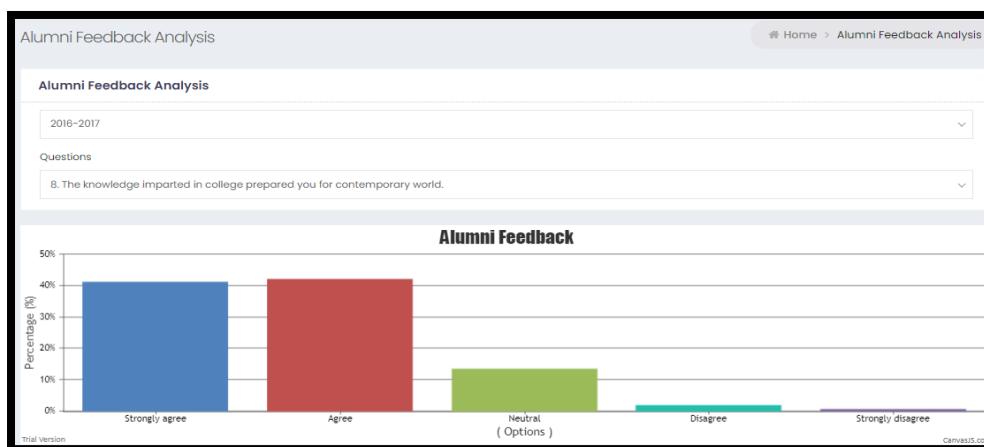 Alumni Feedback Analysis
Home > Alumni Feedback Analysis
Alumni Feedback Analysis
2016-2017
Questions
8. The knowledge imparted in college prepared you for contemporary world.
Alumni Feedback
Percentage (%)
50%
40%
30%
20%
10%
0%
Strongly agree Agree Neutral Disagree Strongly disagree
( Options )
Trial Version
CanvasJS.co